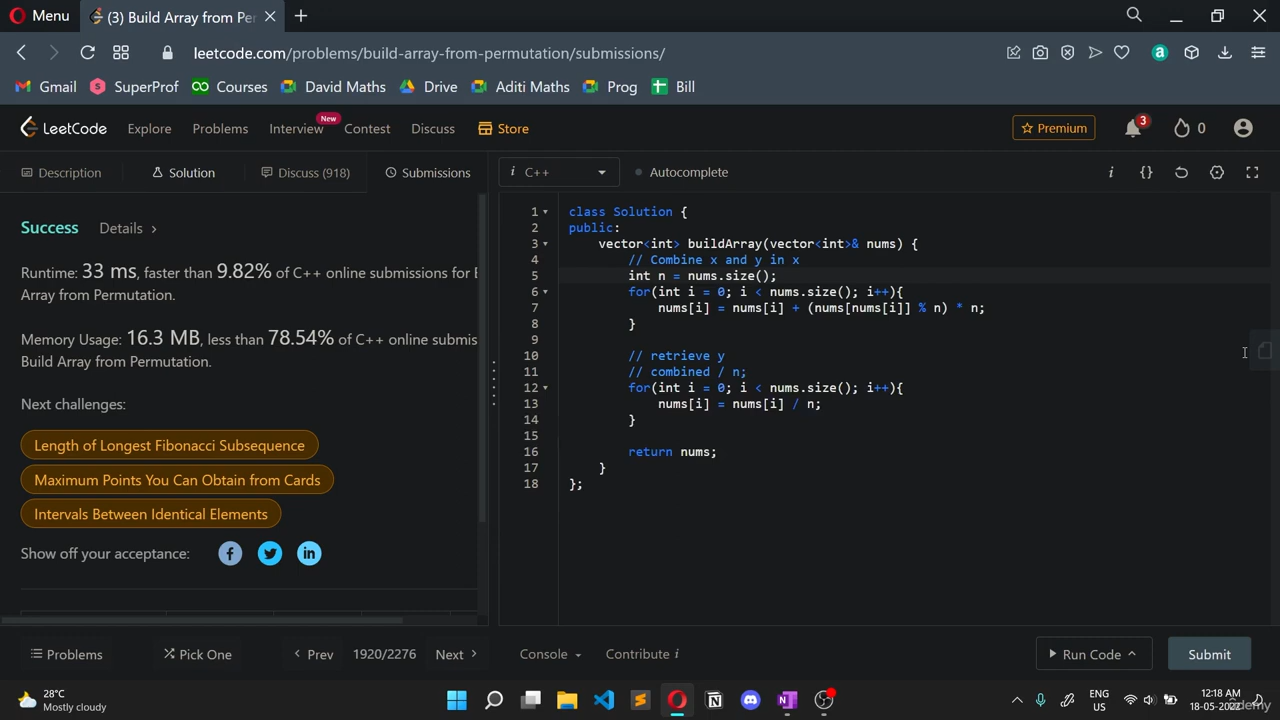 Menu
(3) Build Array from Pe
leetcode.com/problems/build-array-from-permutation/submissions/
Gmail SuperProf Courses David Maths Drive Aditi Maths Prog Bill
LeetCode Explore Problems Interview New Contest Discuss Store Premium 3 0
Description Solution Discuss (918) Submissions
i C++ Autocomplete i {}
Success Details >
Runtime: 33 ms, faster than 9.82% of C++ online submissions for
Array from Permutation.
Memory Usage: 16.3 MB, less than 78.54% of C++ online submis
Build Array from Permutation.
Next challenges:
Length of Longest Fibonacci Subsequence
Maximum Points You Can Obtain from Cards
Intervals Between Identical Elements
Show off your acceptance:
1 class Solution {
2 public:
3 vector<int> buildArray(vector<int>& nums) {
4 // Combine x and y in x
5 int n = nums.size();
6 for(int i = 0; i < nums.size(); i++){
7 nums[i] = nums[i] + (nums[nums[i]] % n) * n;
8 }
9
10 // retrieve y
11 // combined / n;
12 for(int i = 0; i < nums.size(); i++){
13 nums[i] = nums[i] / n;
14 }
15
16 return nums;
17 }
18 };
Problems Pick One < Prev 1920/2276 Next > Console Contribute i Run Code Submit
28°C
Mostly cloudy
ENG
US
12:18 AM
18-05-2022
udemy